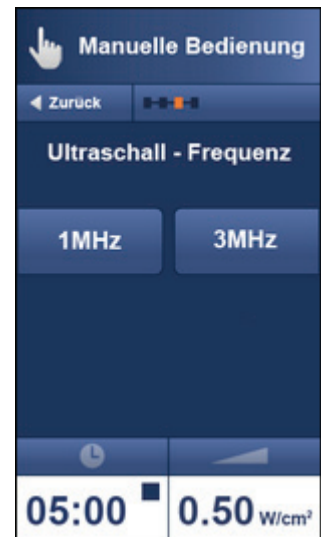 Manuelle Bedienung
Zurück
Ultraschall - Frequenz
1MHz 3MHz
05:00 0.50 W/cm²